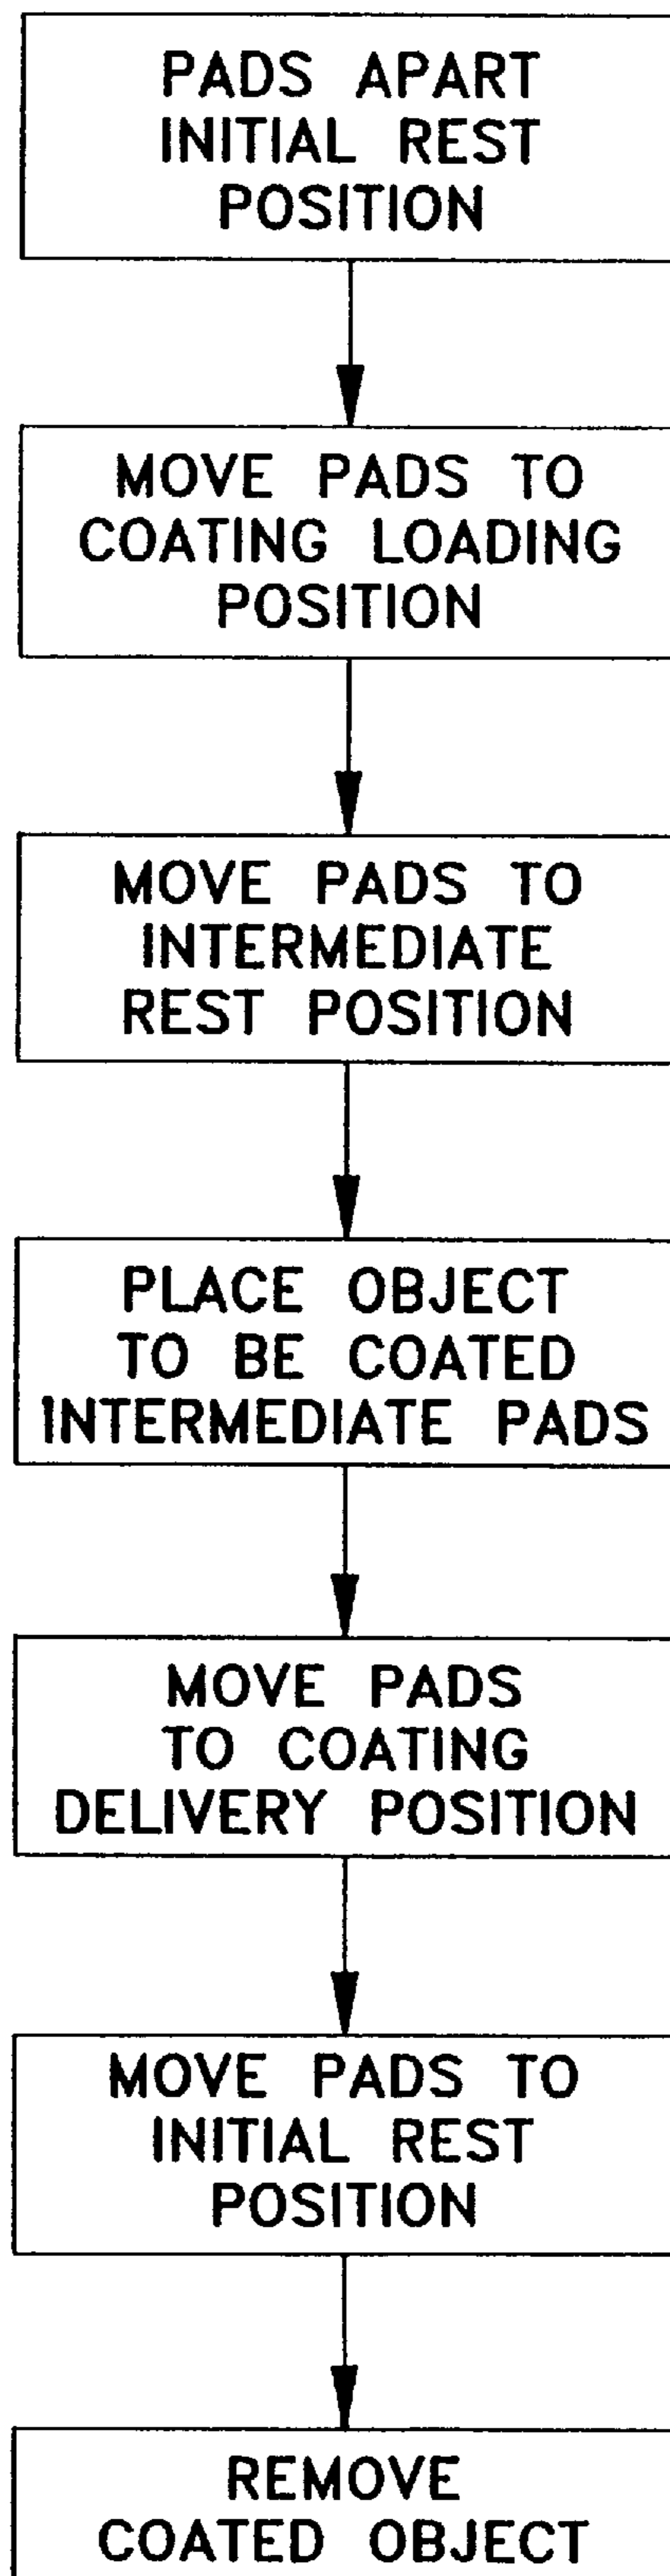 PADS APART
INITIAL REST
POSITION
MOVE PADS TO
COATING LOADING
POSITION
MOVE PADS TO
INTERMEDIATE
REST POSITION
PLACE OBJECT
TO BE COATED
INTERMEDIATE PADS
MOVE PADS
TO COATING
DELIVERY POSITION
MOVE PADS TO
INITIAL REST
POSITION
REMOVE
COATED OBJECT